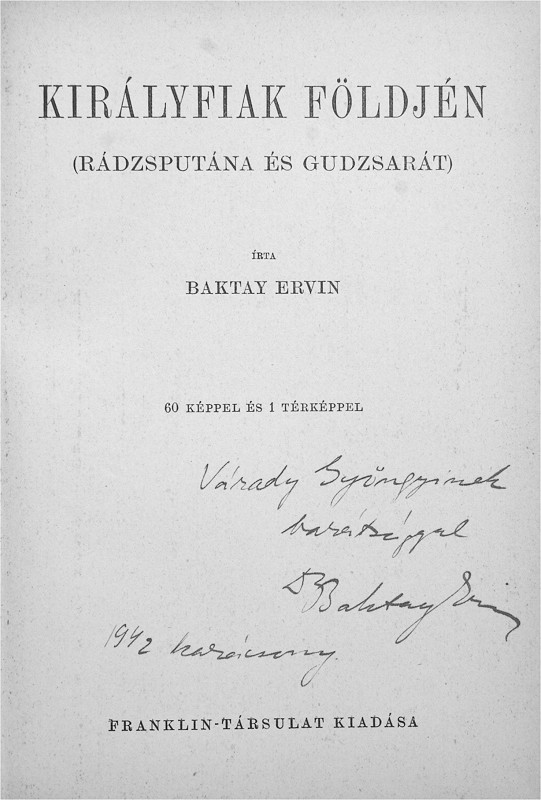 KIRÁLYFIAK FÖLDJÉN
(RÁDZSPUTÁNA ÉS GUDZSARÁT)
ÍRTA
BAKTAY ERVIN
60 KÉPPEL ÉS 1 TÉRKÉPPEL
Várady Gyöngyinek
barátsággal
Dr Baktay Ervin
1942 karácsony.
FRANKLIN-TÁRSULAT KIADÁSA